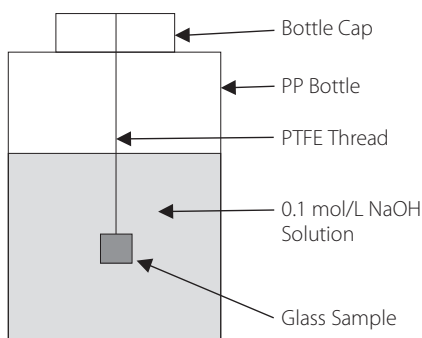 Bottle Cap
PP Bottle
PTFE Thread
0.1 mol/L NaOH
Solution
Glass Sample